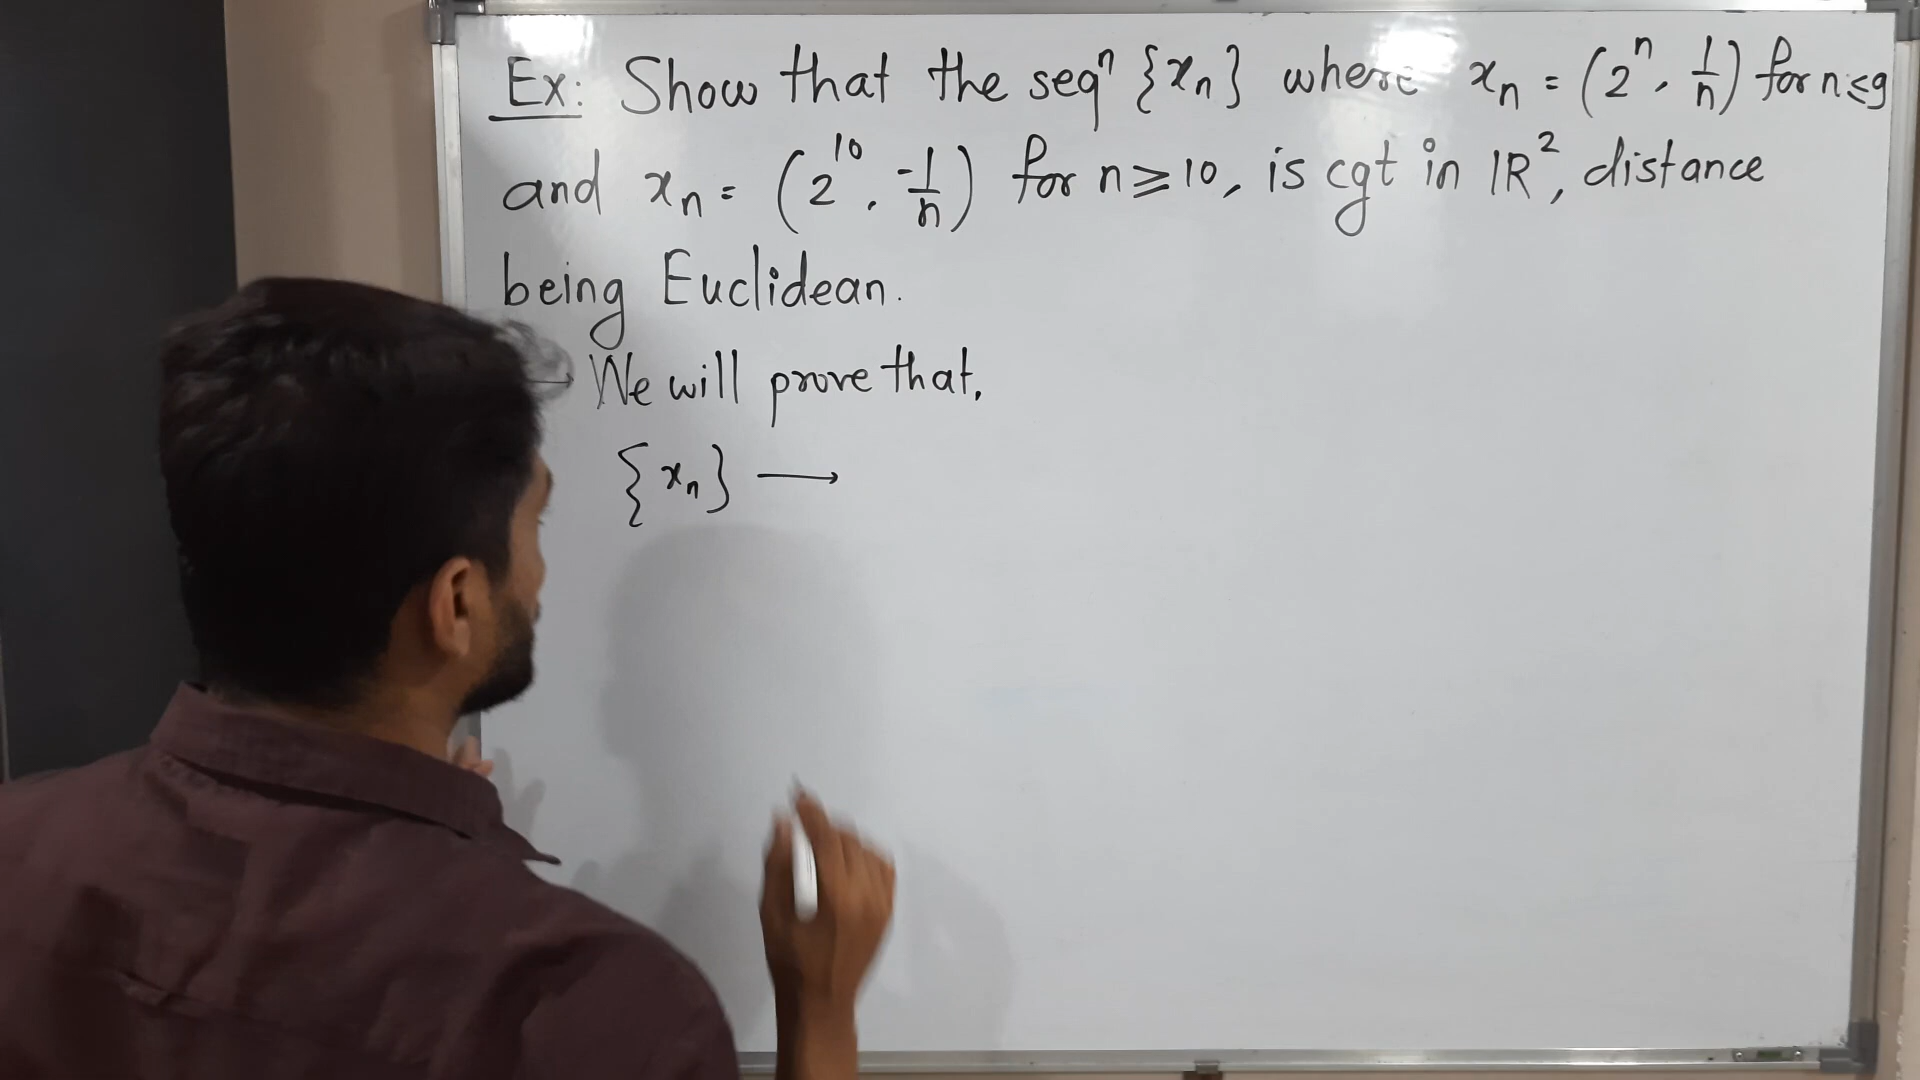 Ex: Show that the seqⁿ {xₙ} where xₙ = (2ⁿ, 1/n) for n ≤ 9
and xₙ = (2¹⁰, -1/n) for n ≥ 10, is cgt in IR², distance
being Euclidean.
→ We will prove that,
{xₙ} →